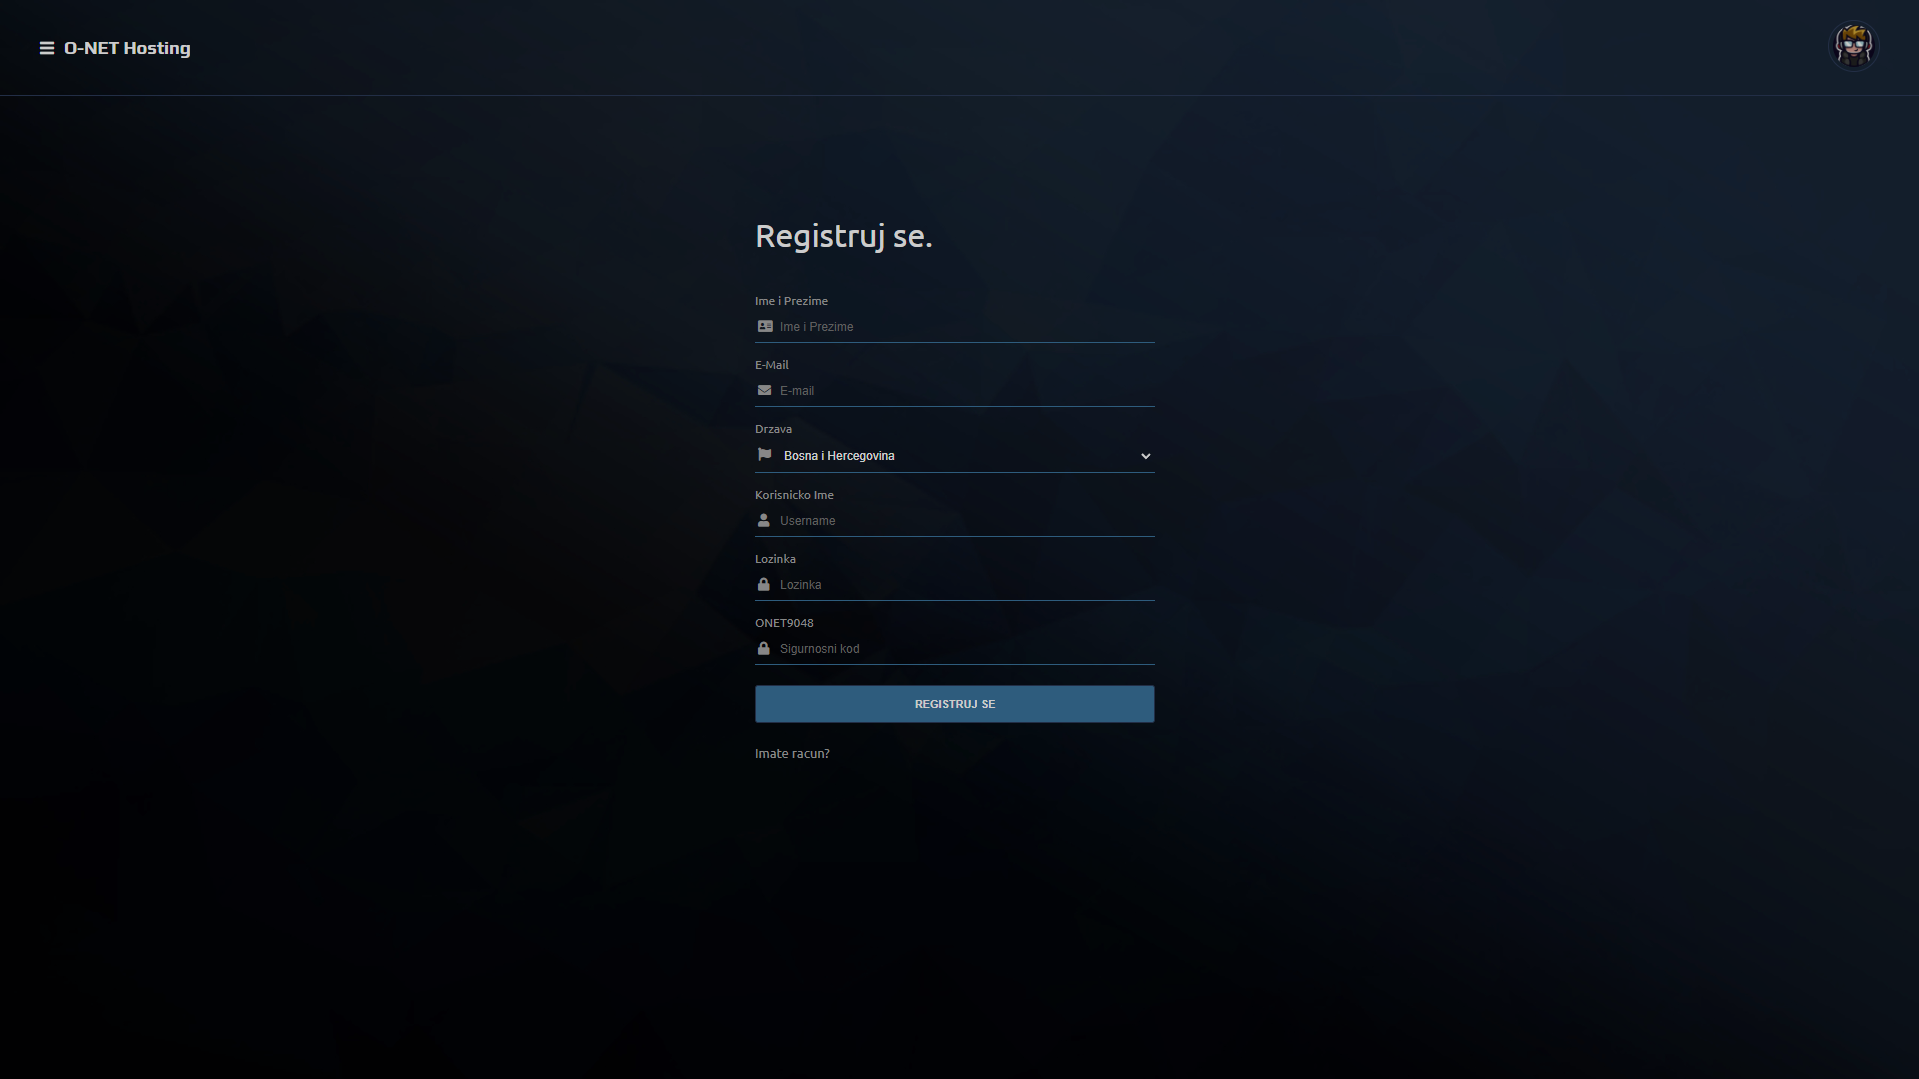 O-NET Hosting
Registruj se.
Ime i Prezime
Ime i Prezime
E-Mail
E-mail
Drzava
Bosna i Hercegovina
Korisnicko Ime
Username
Lozinka
Lozinka
ONET9048
Sigurnosni kod
REGISTRUJ SE
Imate racun?